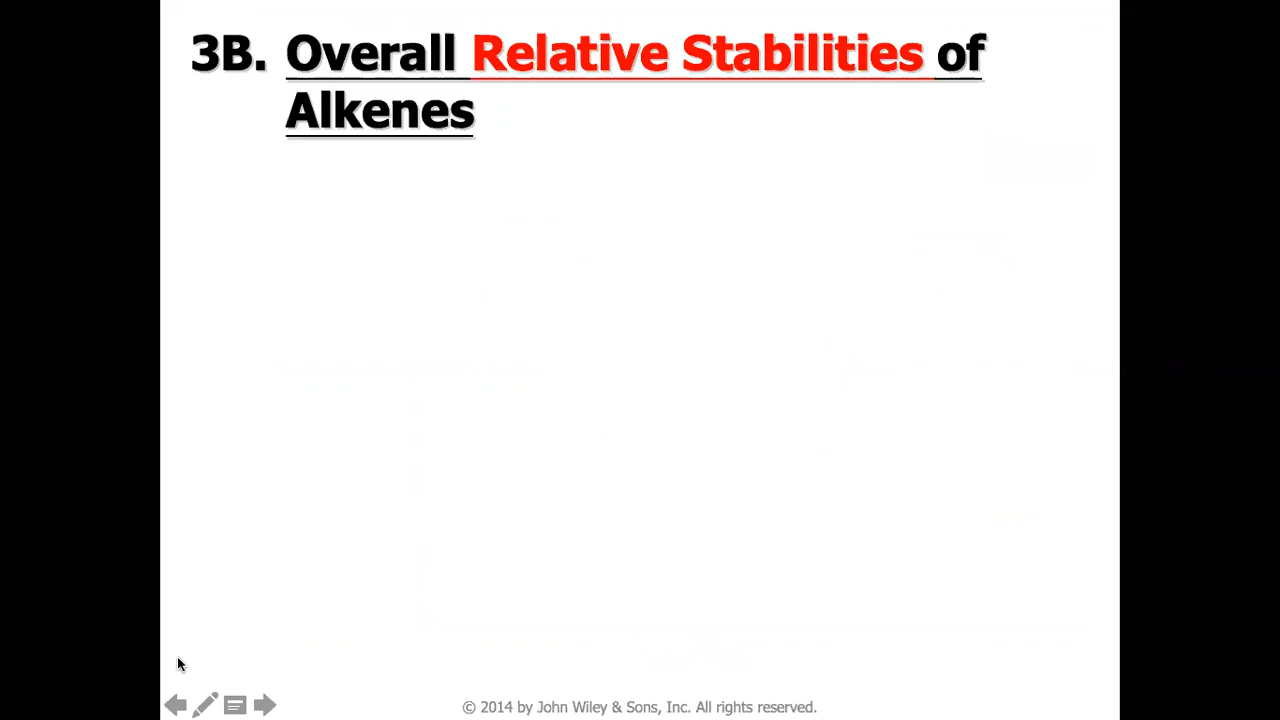 3B. Overall Relative Stabilities of
Alkenes
© 2014 by John Wiley & Sons, Inc. All rights reserved.